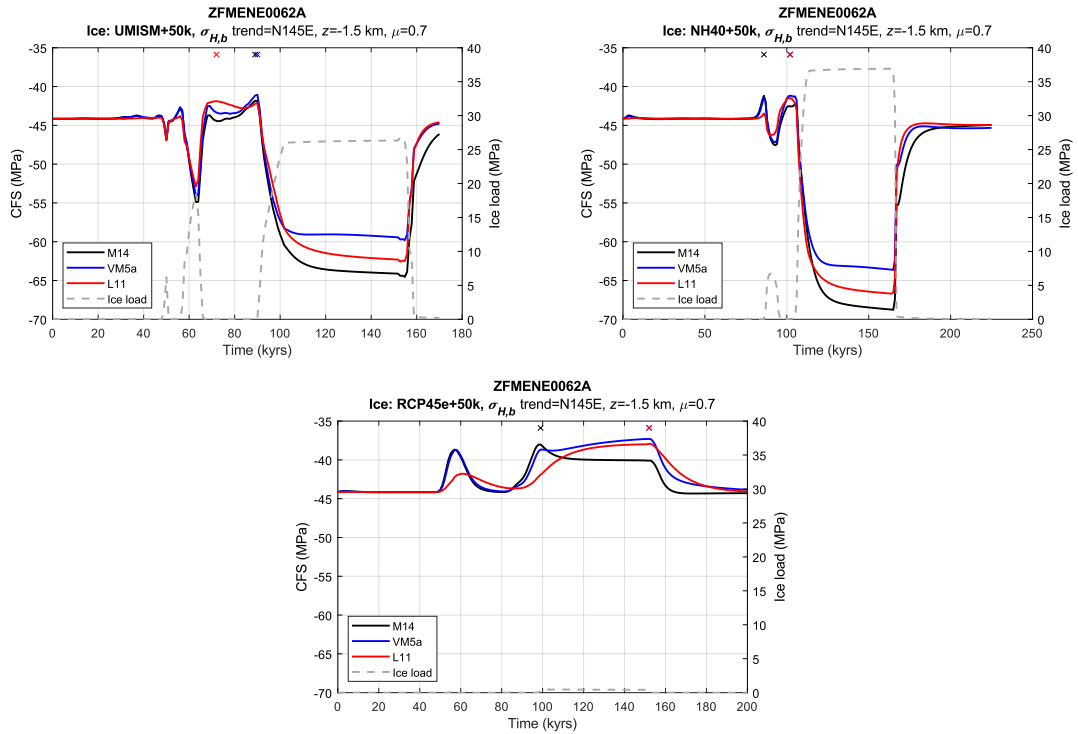 ZFMENE0062A
Ice: UMISM+50k, σH,b trend=N145E, z=-1.5 km, μ=0.7
-35
-40
-45
-50
-55
-60
-65
-70
CFS (MPa)
40
35
30
25
20
15
10
5
0
Ice load (MPa)
M14
VM5a
L11
Ice load
0 20 40 60 80 100 120 140 160 180
Time (kyrs)
ZFMENE0062A
Ice: NH40+50k, σH,b trend=N145E, z=-1.5 km, μ=0.7
-35
-40
-45
-50
-55
-60
-65
-70
CFS (MPa)
40
35
30
25
20
15
10
5
0
Ice load (MPa)
M14
VM5a
L11
Ice load
0 50 100 150 200 250
Time (kyrs)
ZFMENE0062A
Ice: RCP45e+50k, σH,b trend=N145E, z=-1.5 km, μ=0.7
-35
-40
-45
-50
-55
-60
-65
-70
CFS (MPa)
40
35
30
25
20
15
10
5
0
Ice load (MPa)
M14
VM5a
L11
Ice load
0 20 40 60 80 100 120 140 160 180 200
Time (kyrs)